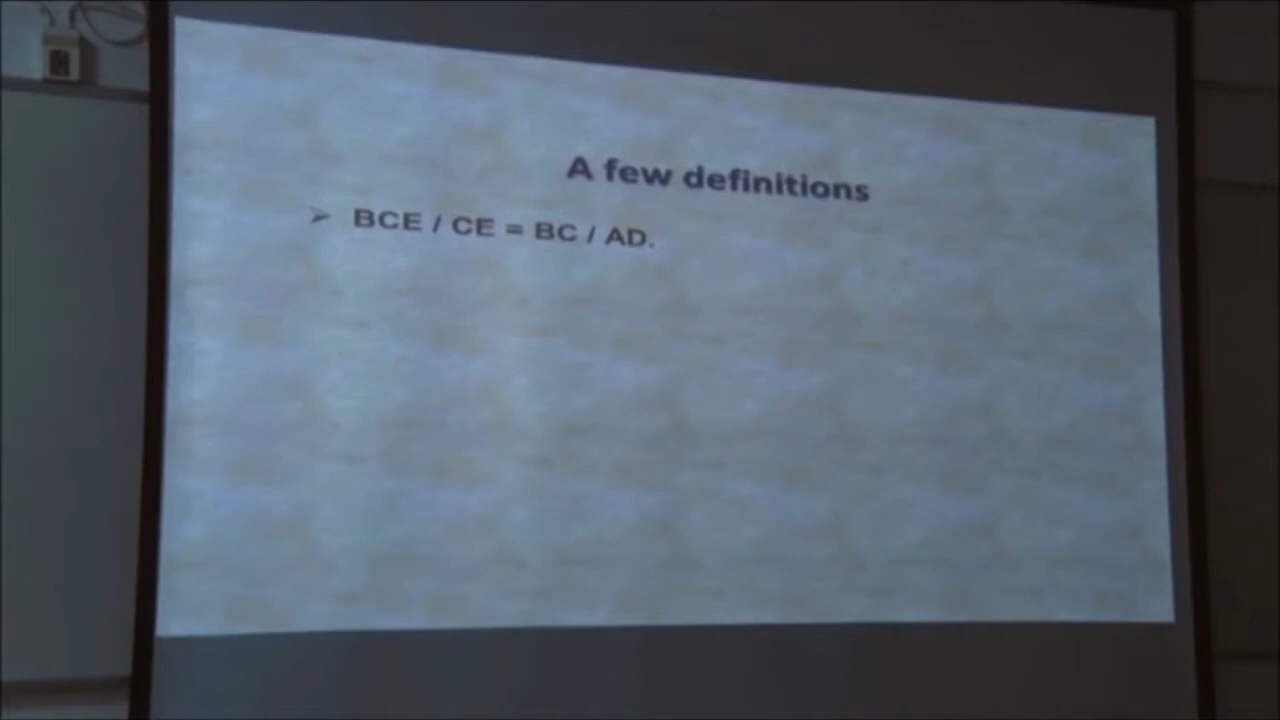 A few definitions
➢ BCE / CE = BC / AD.